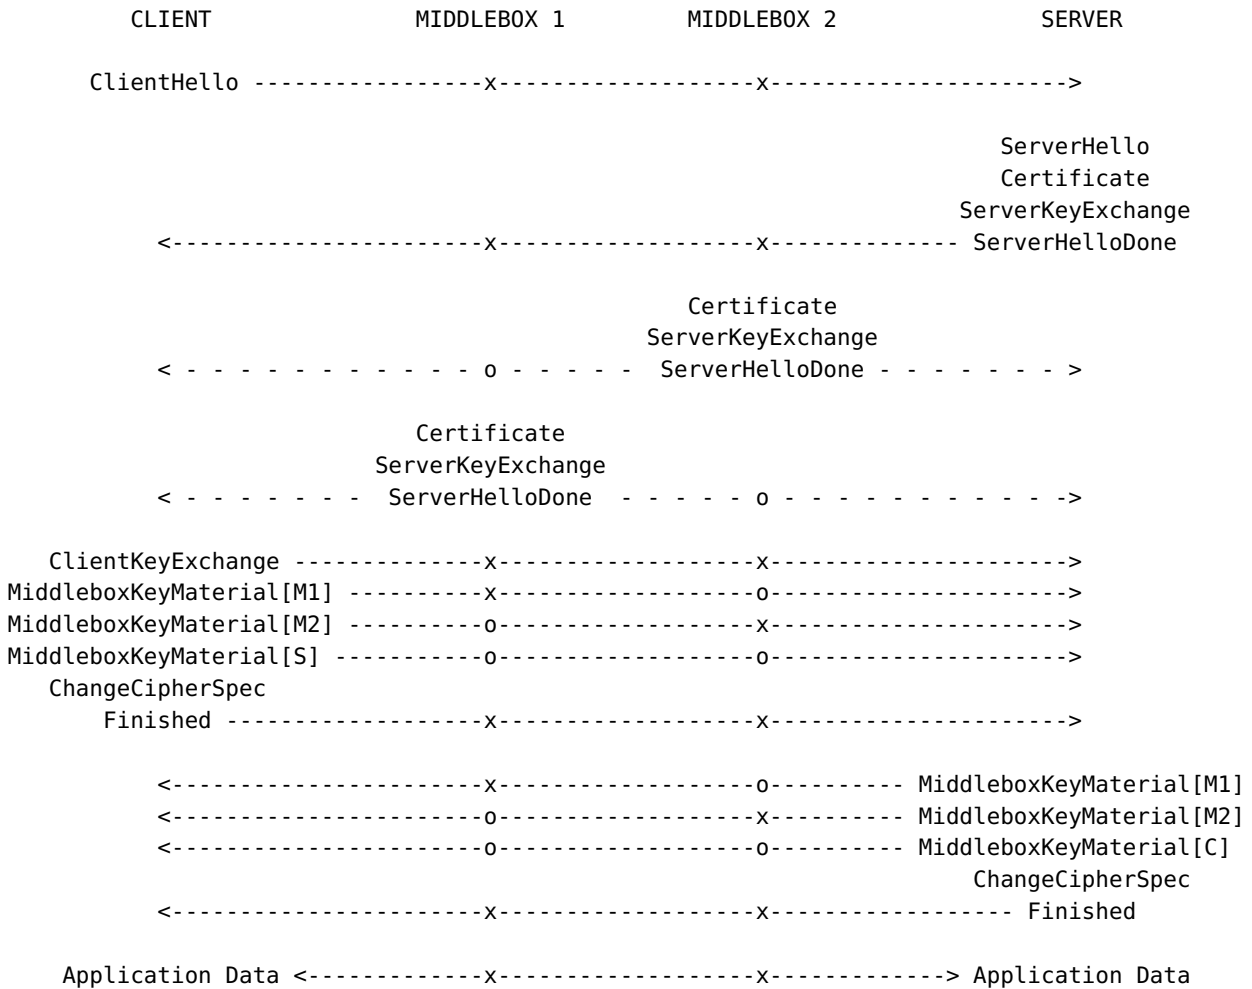 CLIENT MIDDLEBOX 1 MIDDLEBOX 2 SERVER
ClientHello -----------------x-------------------x---------------------->
ServerHello
Certificate
ServerKeyExchange
<-----------------------x-------------------x-------------- ServerHelloDone
Certificate
ServerKeyExchange
< - - - - - - - - - - - o - - - - - ServerHelloDone - - - - - - - >
Certificate
ServerKeyExchange
< - - - - - - - ServerHelloDone - - - - - o - - - - - - - - - - ->
ClientKeyExchange --------------x-------------------x---------------------->
MiddleboxKeyMaterial[M1] ----------x-------------------o---------------------->
MiddleboxKeyMaterial[M2] ----------o-------------------x---------------------->
MiddleboxKeyMaterial[S] -----------o-------------------o---------------------->
ChangeCipherSpec
Finished -------------------x-------------------x---------------------->
<-----------------------x-------------------o---------- MiddleboxKeyMaterial[M1]
<-----------------------o-------------------x---------- MiddleboxKeyMaterial[M2]
<-----------------------o-------------------o---------- MiddleboxKeyMaterial[C]
ChangeCipherSpec
<-----------------------x-------------------x------------------ Finished
Application Data <-------------x-------------------x-------------> Application Data